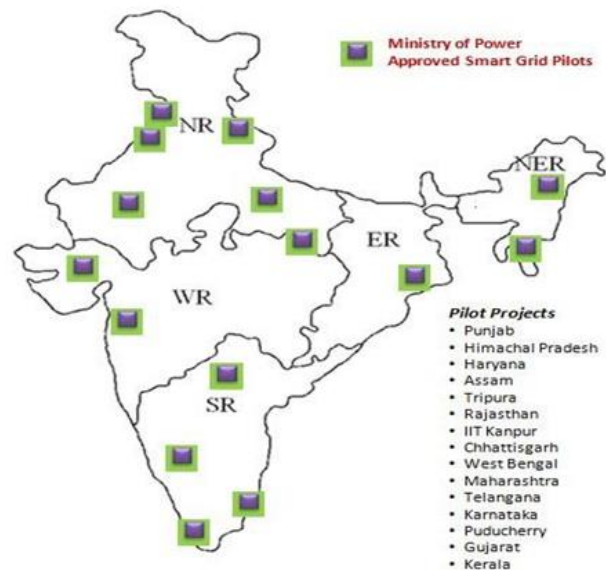 Ministry of Power
Approved Smart Grid Pilots
NR
NER
ER
WR
SR
Pilot Projects
• Punjab
• Himachal Pradesh
• Haryana
• Assam
• Tripura
• Rajasthan
• IIT Kanpur
• Chhattisgarh
• West Bengal
• Maharashtra
• Telangana
• Karnataka
• Puducherry
• Gujarat
• Kerala